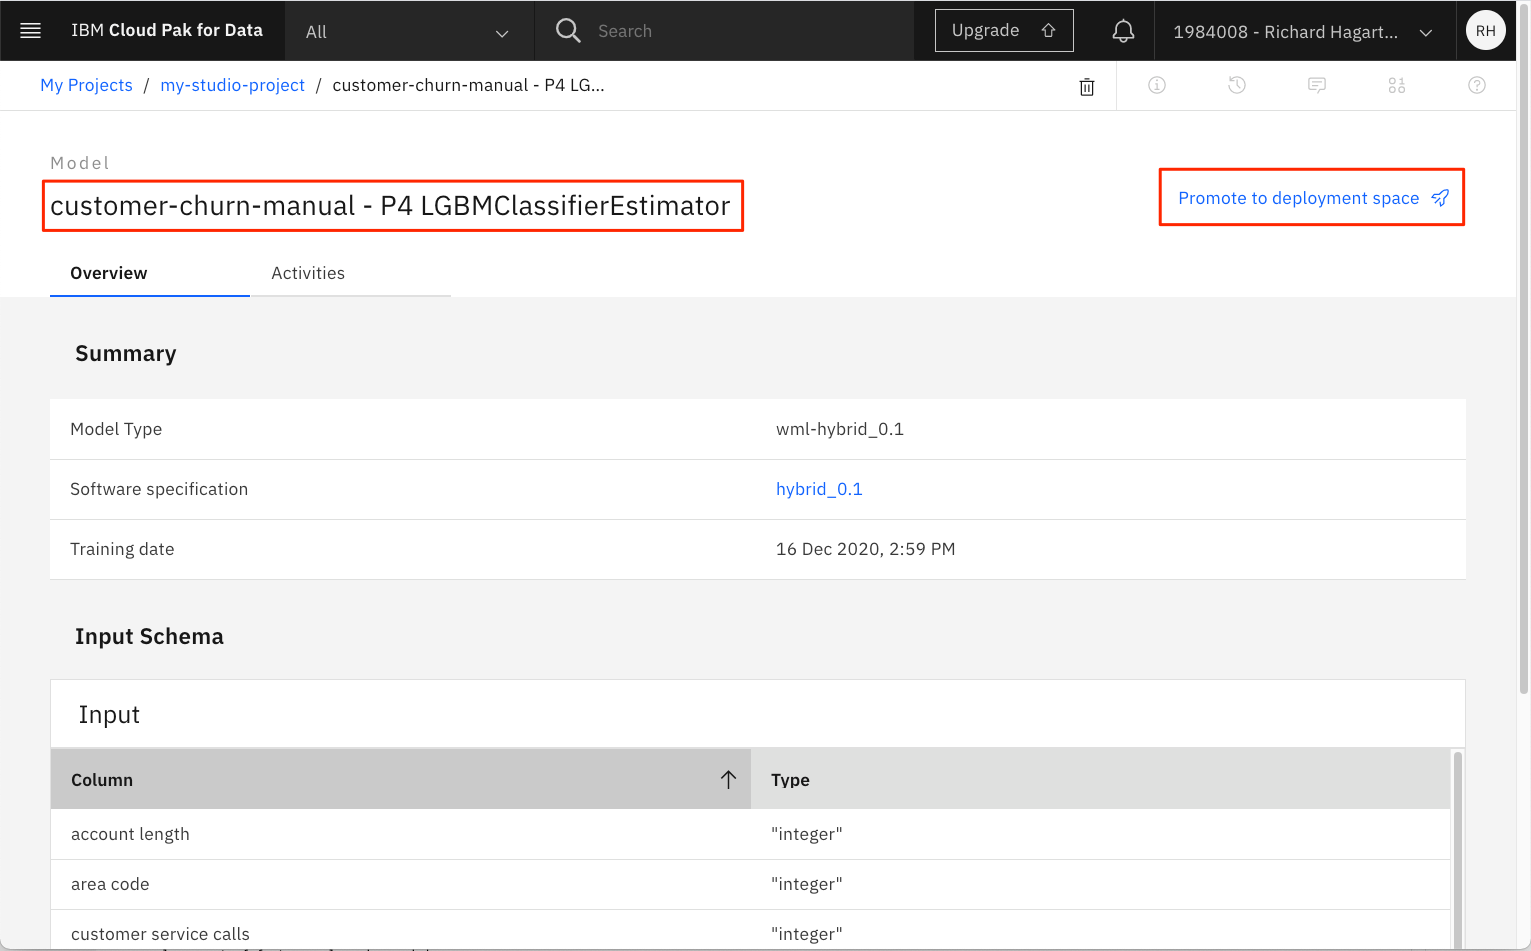 IBM Cloud Pak for Data
All
Search
Upgrade
1984008 - Richard Hagart...
RH
My Projects / my-studio-project / customer-churn-manual - P4 LG...
Model
customer-churn-manual - P4 LGBMClassifierEstimator
Promote to deployment space
Overview
Activities
Summary
Model Type
wml-hybrid_0.1
Software specification
hybrid_0.1
Training date
16 Dec 2020, 2:59 PM
Input Schema
Input
Column
Type
account length
"integer"
area code
"integer"
customer service calls
"integer"